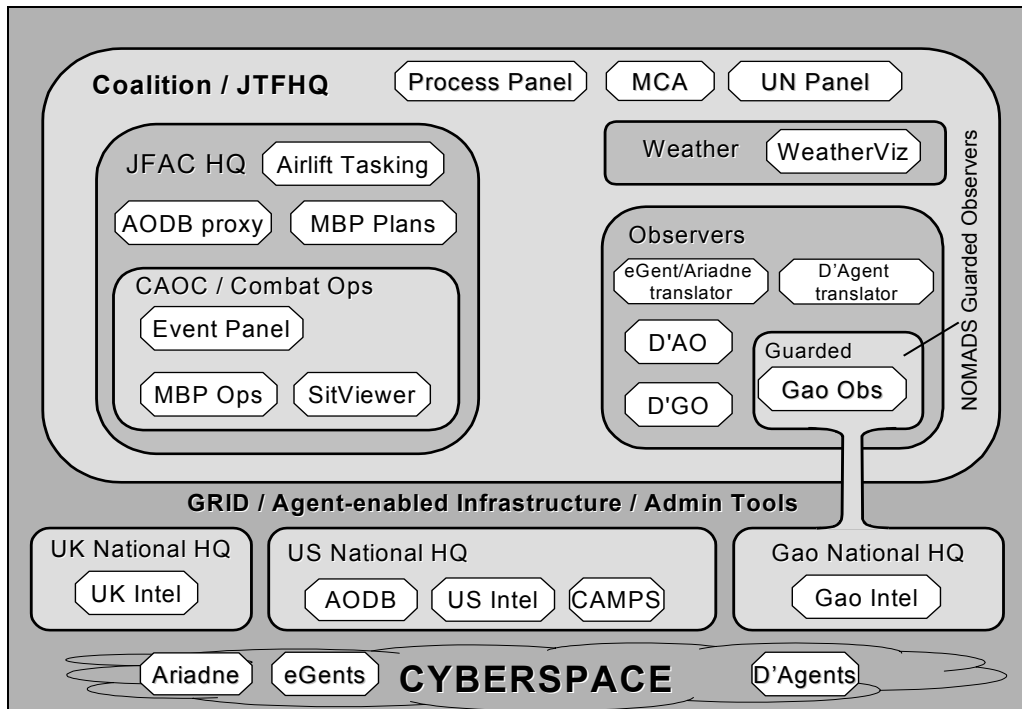 Coalition / JTFHQ
Process Panel
MCA
UN Panel
JFAC HQ
Airlift Tasking
AODB proxy
MBP Plans
CAOC / Combat Ops
Event Panel
MBP Ops
SitViewer
Weather
WeatherViz
Observers
eGent/Ariadne
translator
D'Agent
translator
D'AO
D'GO
Guarded
Gao Obs
NOMADS Guarded Observers
GRID / Agent-enabled Infrastructure / Admin Tools
UK National HQ
UK Intel
US National HQ
AODB
US Intel
CAMPS
Gao National HQ
Gao Intel
Ariadne
eGents
CYBERSPACE
D'Agents